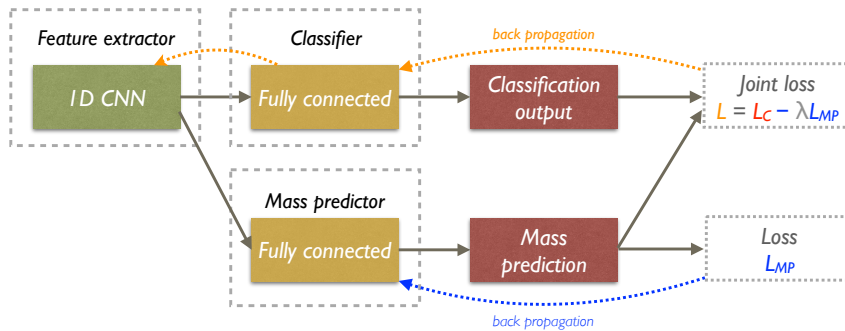 Feature extractor
Classifier
back propagation
1D CNN
Fully connected
Classification
output
Joint loss
L = LC − λLMP
Mass predictor
Fully connected
Mass
prediction
Loss
LMP
back propagation